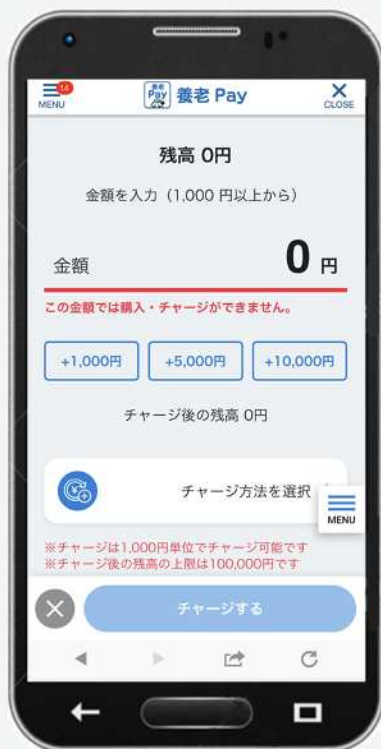 14
MENU
養老
Pay
養老 Pay
CLOSE
残高 0円
金額を入力（1,000 円以上から）
金額 0 円
この金額では購入・チャージができません。
+1,000円 +5,000円 +10,000円
チャージ後の残高 0円
チャージ方法を選択
MENU
※チャージは1,000円単位でチャージ可能です
※チャージ後の残高の上限は100,000円です
チャージする